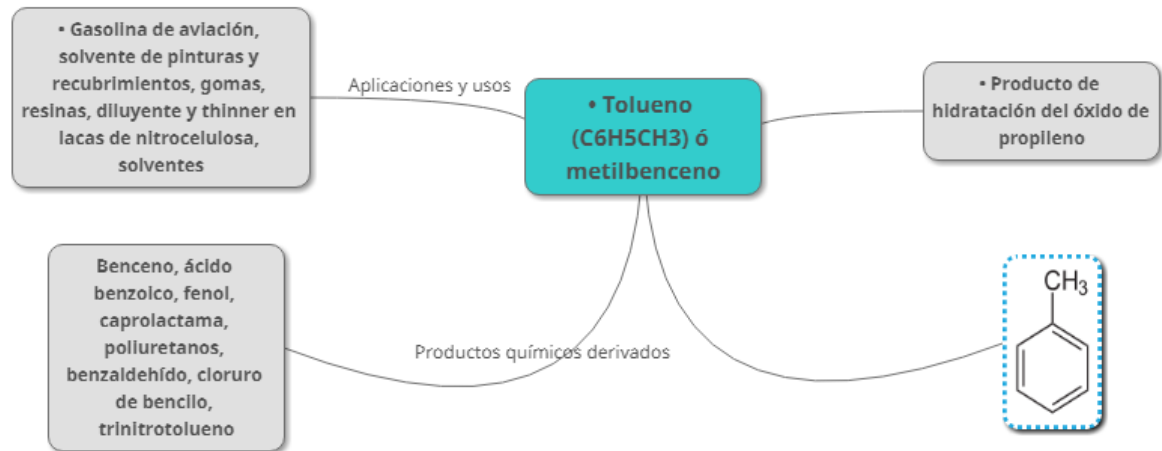 • Gasolina de aviación,
solvente de pinturas y
recubrimientos, gomas,
resinas, diluyente y thinner en
lacas de nitrocelulosa,
solventes
Aplicaciones y usos
• Tolueno
(C6H5CH3) ó
metilbenceno
• Producto de
hidratación del óxido de
propileno
Benceno, ácido
benzoico, fenol,
caprolactama,
poliuretanos,
benzaldehído, cloruro
de bencilo,
trinitrotolueno
Productos químicos derivados
CH₃